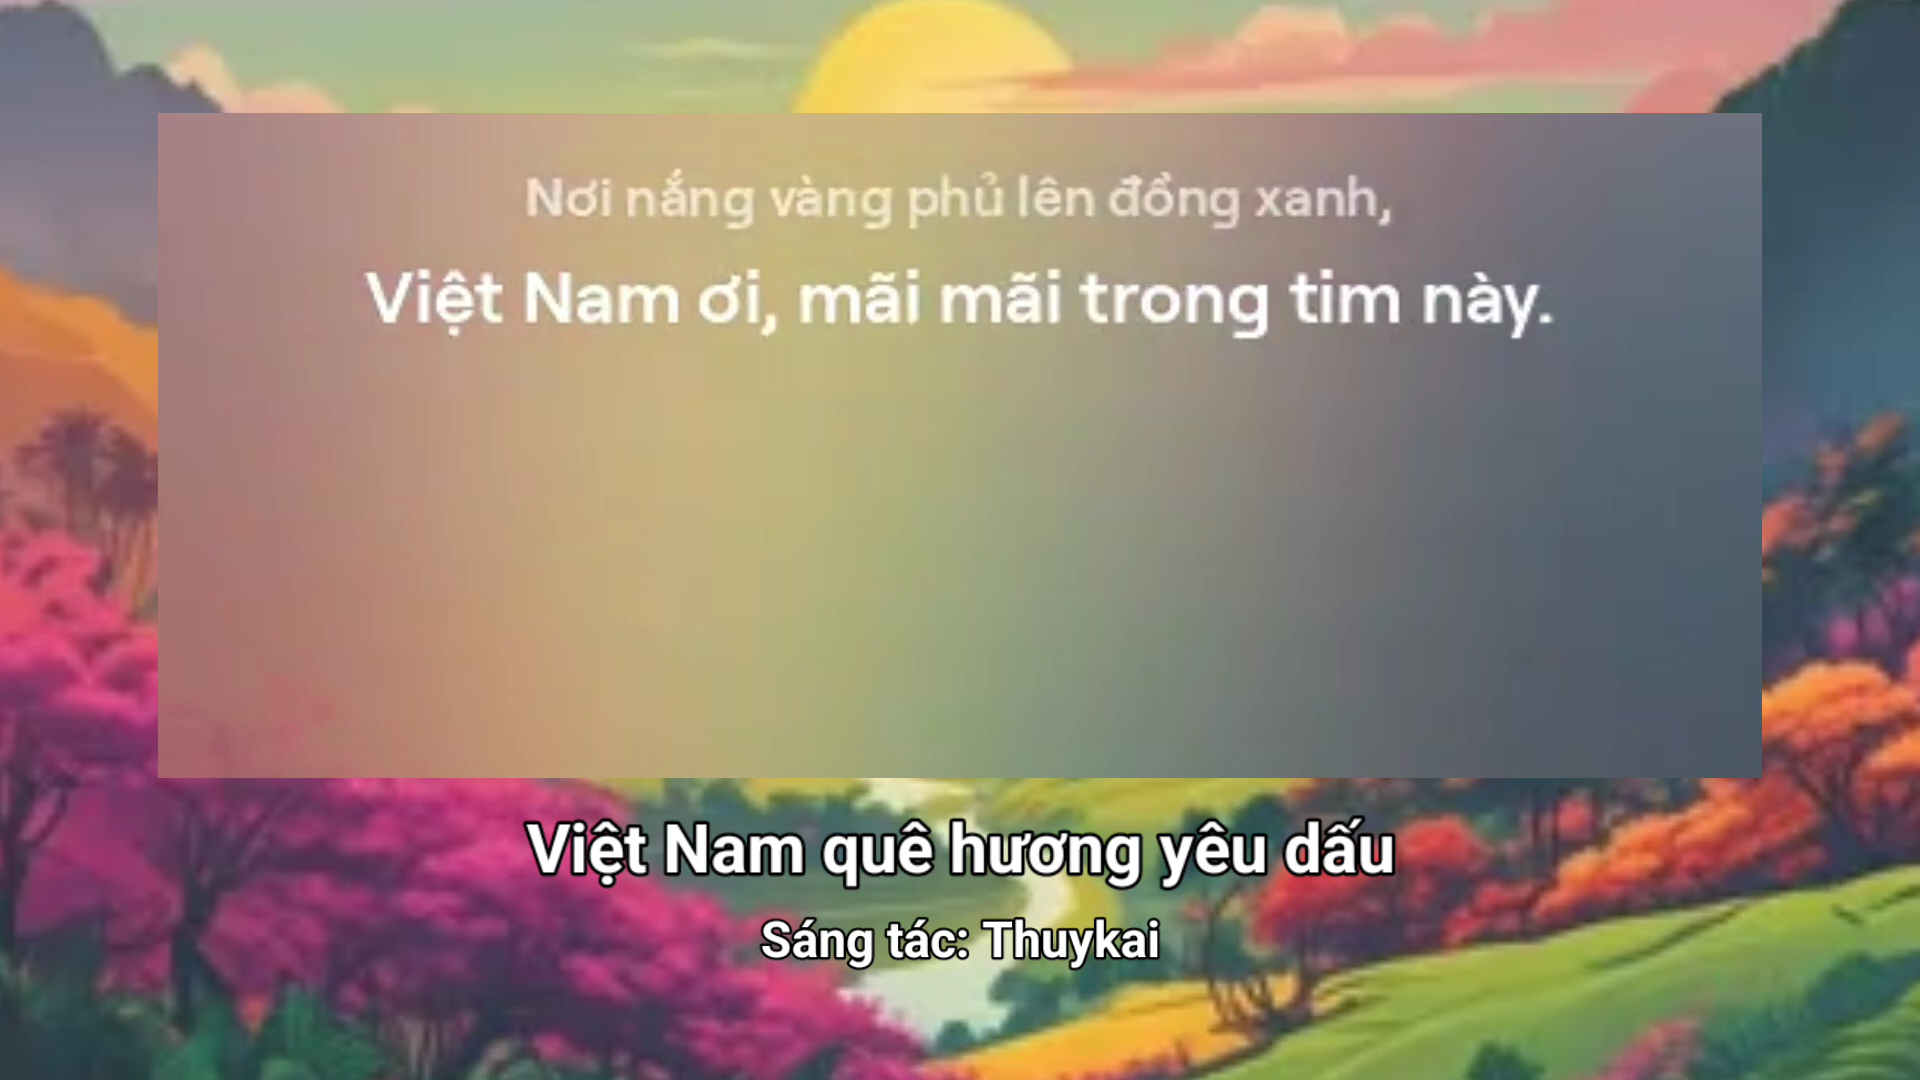 Nơi nắng vàng phủ lên đồng xanh,
Việt Nam ơi, mãi mãi trong tim này.
Việt Nam quê hương yêu dấu
Sáng tác: Thuykai